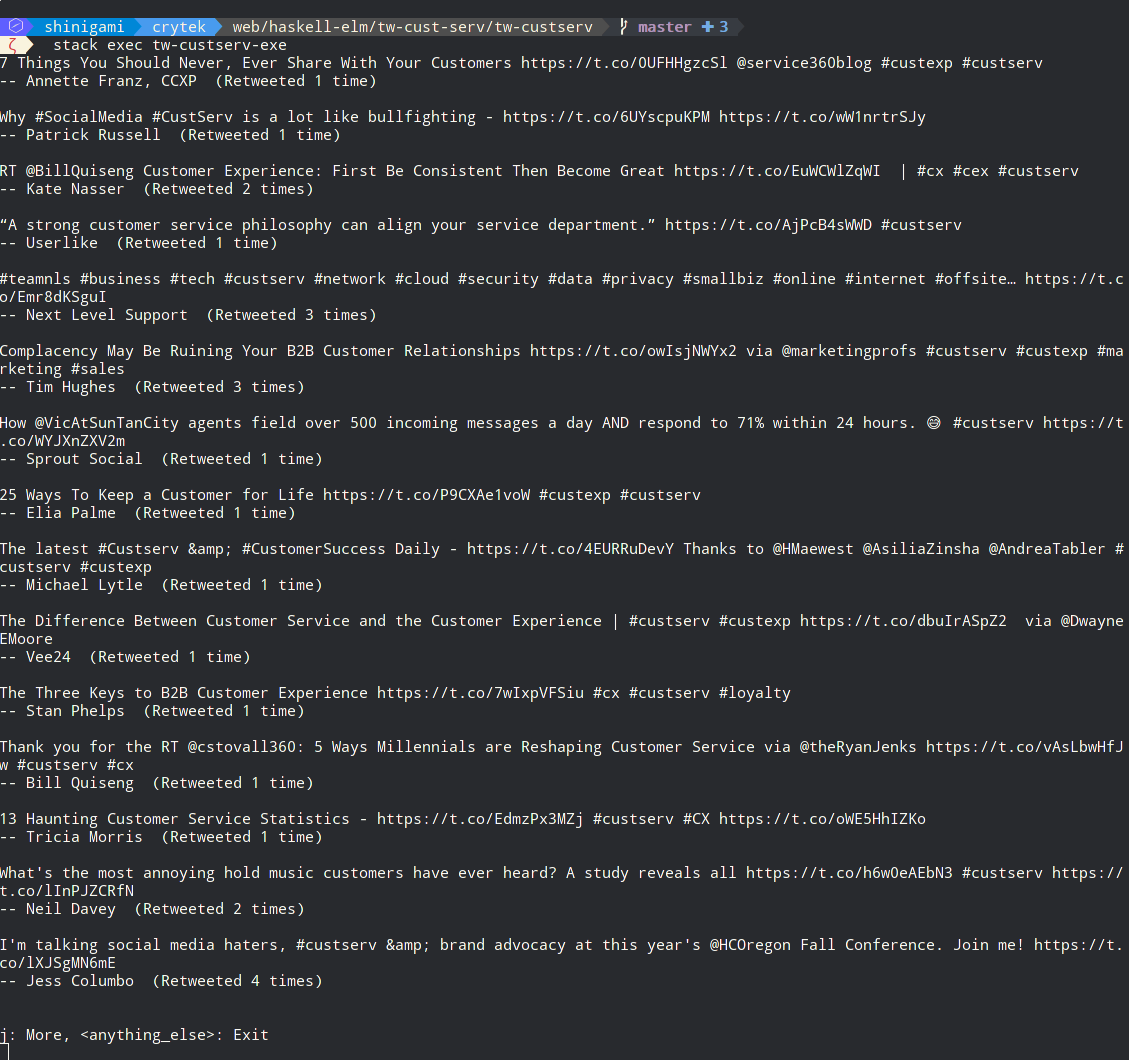 shinigami crytek web/haskell-elm/tw-cust-serv/tw-custserv master +3
ζ stack exec tw-custserv-exe
7 Things You Should Never, Ever Share With Your Customers https://t.co/0UFHHgzcSl @service360blog #custexp #custserv
-- Annette Franz, CCXP  (Retweeted 1 time)
Why #SocialMedia #CustServ is a lot like bullfighting - https://t.co/6UYscpuKPM https://t.co/wW1nrtrSJy
-- Patrick Russell  (Retweeted 1 time)
RT @BillQuiseng Customer Experience: First Be Consistent Then Become Great https://t.co/EuWCWlZqWI  | #cx #cex #custserv
-- Kate Nasser  (Retweeted 2 times)
“A strong customer service philosophy can align your service department.” https://t.co/AjPcB4sWWD #custserv
-- Userlike  (Retweeted 1 time)
#teamnls #business #tech #custserv #network #cloud #security #data #privacy #smallbiz #online #internet #offsite… https://t.c
o/Emr8dKSguI
-- Next Level Support  (Retweeted 3 times)
Complacency May Be Ruining Your B2B Customer Relationships https://t.co/owIsjNWYx2 via @marketingprofs #custserv #custexp #ma
rketing #sales
-- Tim Hughes  (Retweeted 3 times)
How @VicAtSunTanCity agents field over 500 incoming messages a day AND respond to 71% within 24 hours. 😅 #custserv https://t
.co/WYJXnZXV2m
-- Sprout Social  (Retweeted 1 time)
25 Ways To Keep a Customer for Life https://t.co/P9CXAe1voW #custexp #custserv
-- Elia Palme  (Retweeted 1 time)
The latest #Custserv &amp; #CustomerSuccess Daily - https://t.co/4EURRuDevY Thanks to @HMaewest @AsiliaZinsha @AndreaTabler #
custserv #custexp
-- Michael Lytle  (Retweeted 1 time)
The Difference Between Customer Service and the Customer Experience | #custserv #custexp https://t.co/dbuIrASpZ2  via @Dwayne
EMoore
-- Vee24  (Retweeted 1 time)
The Three Keys to B2B Customer Experience https://t.co/7wIxpVFSiu #cx #custserv #loyalty
-- Stan Phelps  (Retweeted 1 time)
Thank you for the RT @cstovall360: 5 Ways Millennials are Reshaping Customer Service via @theRyanJenks https://t.co/vAsLbwHfJ
w #custserv #cx
-- Bill Quiseng  (Retweeted 1 time)
13 Haunting Customer Service Statistics - https://t.co/EdmzPx3MZj #custserv #CX https://t.co/oWE5HhIZKo
-- Tricia Morris  (Retweeted 1 time)
What's the most annoying hold music customers have ever heard? A study reveals all https://t.co/h6w0eAEbN3 #custserv https://
t.co/lInPJZCRfN
-- Neil Davey  (Retweeted 2 times)
I'm talking social media haters, #custserv &amp; brand advocacy at this year's @HCOregon Fall Conference. Join me! https://t.
co/lXJSgMN6mE
-- Jess Columbo  (Retweeted 4 times)
j: More, <anything_else>: Exit